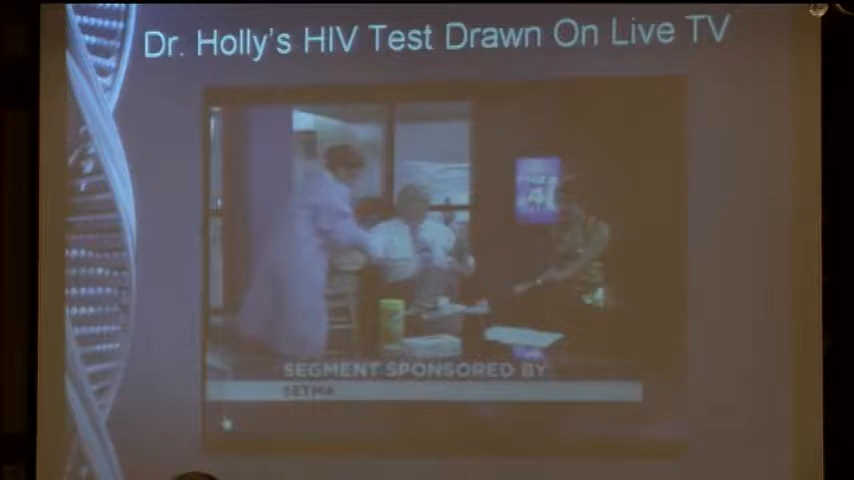 Dr. Holly's HIV Test Drawn On Live TV
SEGMENT SPONSORED BY
SETMA